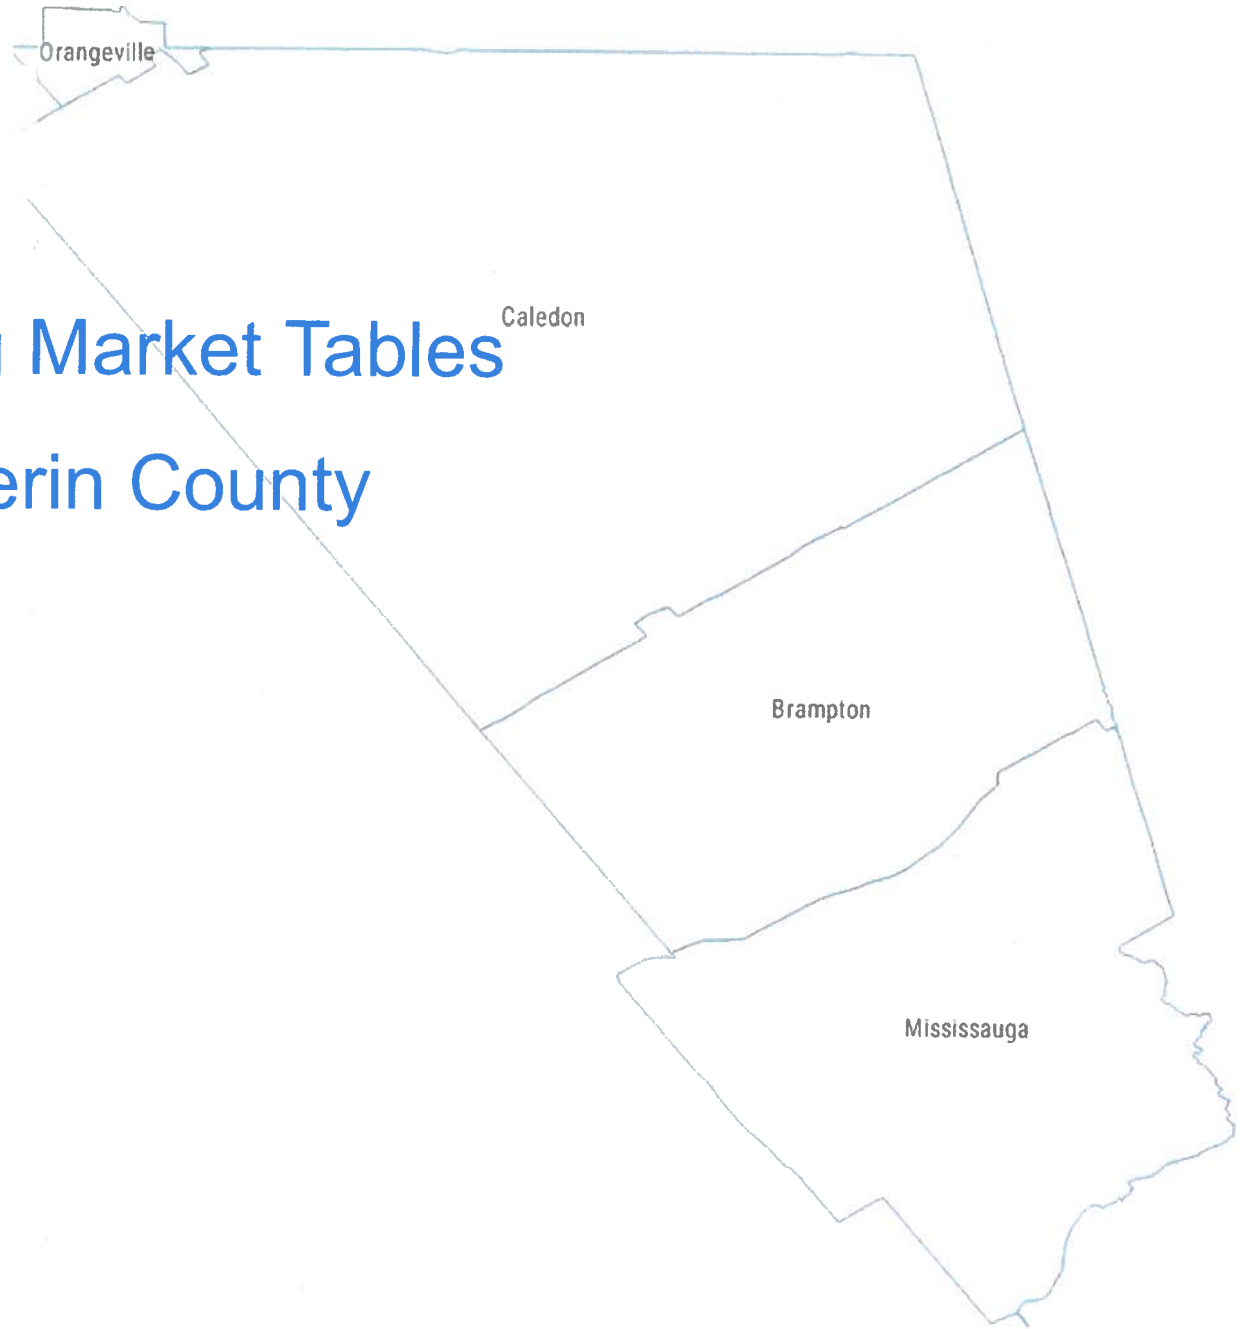 Orangeville
Caledon
Market Tables
erin County
Brampton
Mississauga